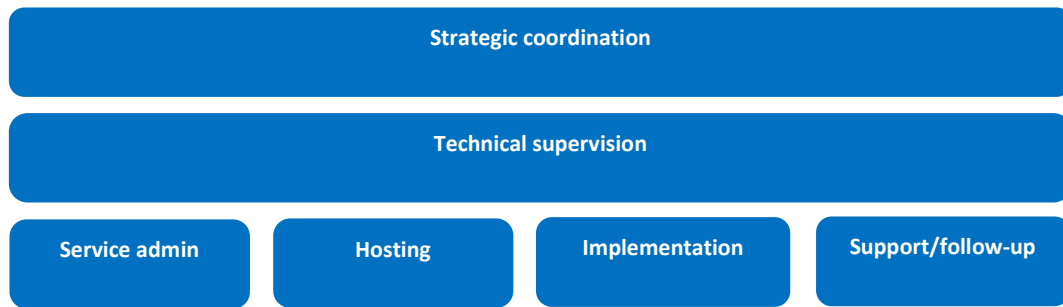 Strategic coordination
Technical supervision
Service admin
Hosting
Implementation
Support/follow-up